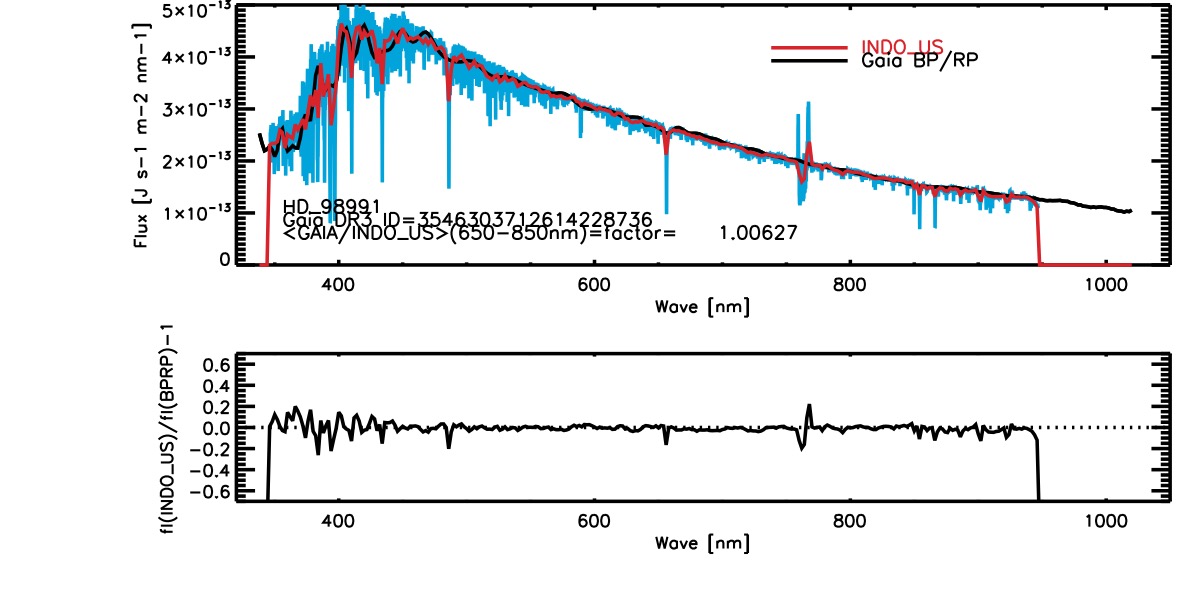 5×10−13
4×10−13
3×10−13
2×10−13
1×10−13
0
Flux [J s−1 m−2 nm−1]
INDO_US
Gaia BP/RP
HD_98991
Gaia DR3 ID=3546303712614228736
<GAIA/INDO_US>(650−850nm)=factor= 1.00627
400 600 800 1000
Wave [nm]
fl(INDO_US)/fl(BPRP)−1
0.6
0.4
0.2
0.0
−0.2
−0.4
−0.6
400 600 800 1000
Wave [nm]